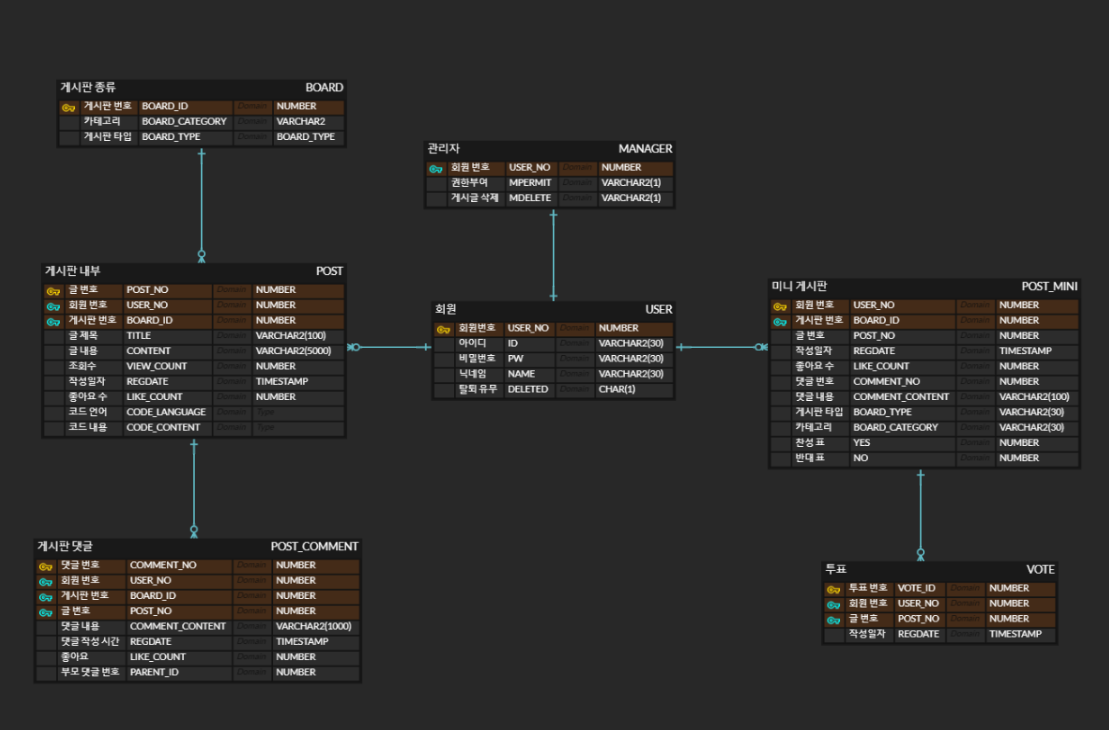 게시판 종류 BOARD
게시판 번호 BOARD_ID Domain NUMBER
카테고리 BOARD_CATEGORY Domain VARCHAR2
게시판 타입 BOARD_TYPE Domain BOARD_TYPE
관리자 MANAGER
회원 번호 USER_NO Domain NUMBER
권한부여 MPERMIT Domain VARCHAR2(1)
게시글 삭제 MDELETE Domain VARCHAR2(1)
게시판 내부 POST
글 번호 POST_NO Domain NUMBER
회원 번호 USER_NO Domain NUMBER
게시판 번호 BOARD_ID Domain NUMBER
글 제목 TITLE Domain VARCHAR2(100)
글 내용 CONTENT Domain VARCHAR2(5000)
조회수 VIEW_COUNT Domain NUMBER
작성일자 REGDATE Domain TIMESTAMP
좋아요 수 LIKE_COUNT Domain NUMBER
코드 언어 CODE_LANGUAGE Domain Type
코드 내용 CODE_CONTENT Domain Type
회원 USER
회원번호 USER_NO Domain NUMBER
아이디 ID Domain VARCHAR2(30)
비밀번호 PW Domain VARCHAR2(30)
닉네임 NAME Domain VARCHAR2(30)
탈퇴 유무 DELETED Domain CHAR(1)
미니 게시판 POST_MINI
회원 번호 USER_NO Domain NUMBER
게시판 번호 BOARD_ID Domain NUMBER
글 번호 POST_NO Domain NUMBER
작성일자 REGDATE Domain TIMESTAMP
좋아요 수 LIKE_COUNT Domain NUMBER
댓글 번호 COMMENT_NO Domain NUMBER
댓글 내용 COMMENT_CONTENT Domain VARCHAR2(100)
게시판 타입 BOARD_TYPE Domain VARCHAR2(30)
카테고리 BOARD_CATEGORY Domain VARCHAR2(30)
찬성 표 YES Domain NUMBER
반대 표 NO Domain NUMBER
게시판 댓글 POST_COMMENT
댓글 번호 COMMENT_NO Domain NUMBER
회원 번호 USER_NO Domain NUMBER
게시판 번호 BOARD_ID Domain NUMBER
글 번호 POST_NO Domain NUMBER
댓글 내용 COMMENT_CONTENT Domain VARCHAR2(1000)
댓글 작성 시간 REGDATE Domain TIMESTAMP
좋아요 LIKE_COUNT Domain NUMBER
부모 댓글 번호 PARENT_ID Domain NUMBER
투표 VOTE
투표 번호 VOTE_ID Domain NUMBER
회원 번호 USER_NO Domain NUMBER
글 번호 POST_NO Domain NUMBER
작성일자 REGDATE Domain TIMESTAMP